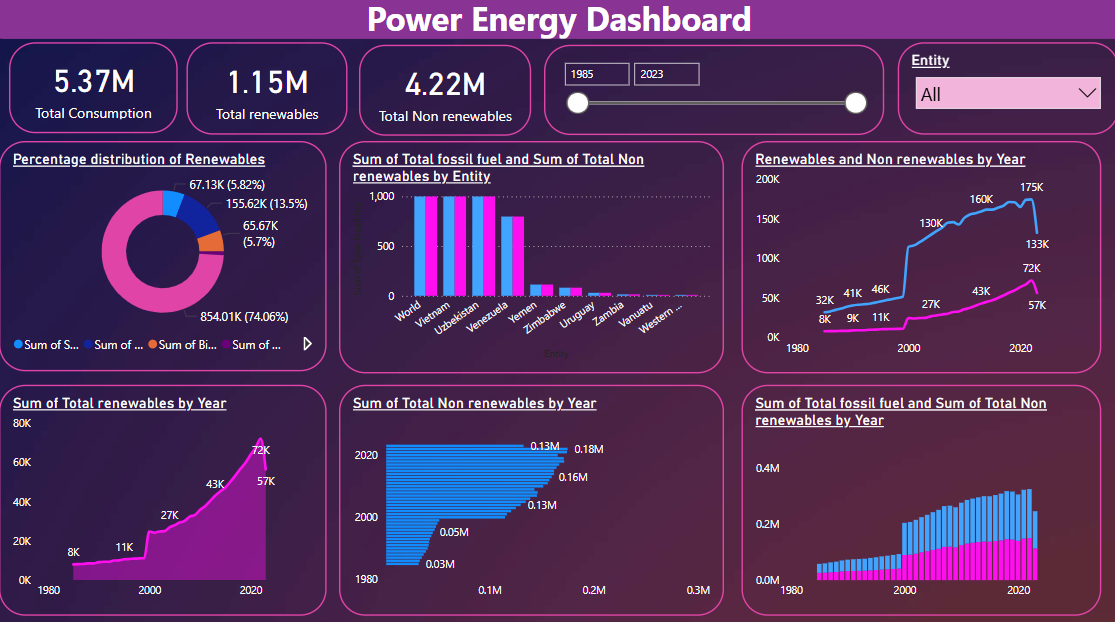 Power Energy Dashboard
5.37M
Total Consumption
1.15M
Total renewables
4.22M
Total Non renewables
1985
2023
Entity
All
Percentage distribution of Renewables
67.13K (5.82%)
155.62K (13.5%)
65.67K
(5.7%)
854.01K (74.06%)
Sum of S...
Sum of ...
Sum of Bi...
Sum of ...
Sum of Total fossil fuel and Sum of Total Non
renewables by Entity
1,000
500
0
World
Vietnam
Uzbekistan
Venezuela
Yemen
Zimbabwe
Uruguay
Zambia
Vanuatu
Western ...
Entity
Renewables and Non renewables by Year
200K
150K
100K
50K
0K
175K
160K
130K
133K
72K
32K
41K
46K
43K
27K
57K
8K
9K
11K
1980
2000
2020
Sum of Total renewables by Year
80K
60K
40K
20K
0K
72K
57K
43K
27K
11K
8K
1980
2000
2020
Sum of Total Non renewables by Year
2020
2000
1980
0.13M
0.18M
0.16M
0.13M
0.05M
0.03M
0.1M
0.2M
0.3M
Sum of Total fossil fuel and Sum of Total Non
renewables by Year
0.4M
0.2M
0.0M
1980
2000
2020